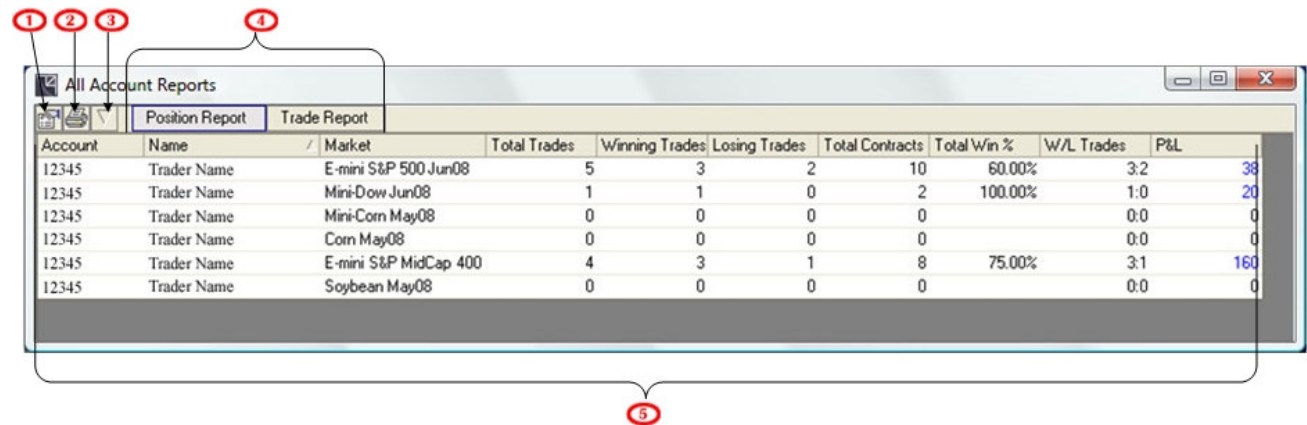 1 2 3 4
All Account Reports
Position Report Trade Report
Account Name / Market Total Trades Winning Trades Losing Trades Total Contracts Total Win % W/L Trades P&L
12345 Trader Name E-mini S&P 500 Jun08 5 3 2 10 60.00% 3:2 38
12345 Trader Name Mini-Dow Jun08 1 1 0 2 100.00% 1:0 20
12345 Trader Name Mini-Corn May08 0 0 0 0 0:0 0
12345 Trader Name Corn May08 0 0 0 0 0:0 0
12345 Trader Name E-mini S&P MidCap 400 4 3 1 8 75.00% 3:1 160
12345 Trader Name Soybean May08 0 0 0 0 0:0 0
5